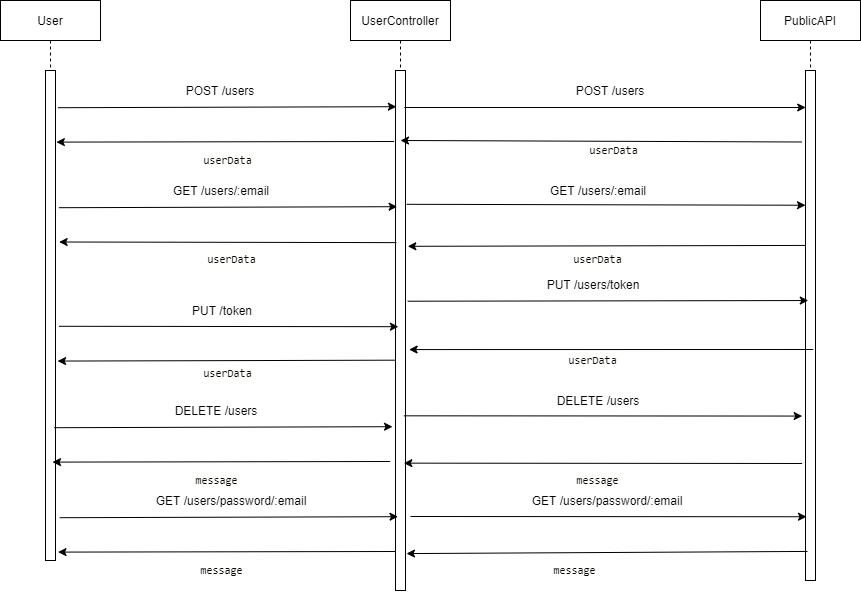 User
UserController
PublicAPI
POST /users
POST /users
userData
userData
GET /users/:email
GET /users/:email
userData
userData
PUT /users/token
PUT /token
userData
userData
DELETE /users
DELETE /users
message
message
GET /users/password/:email
GET /users/password/:email
message
message